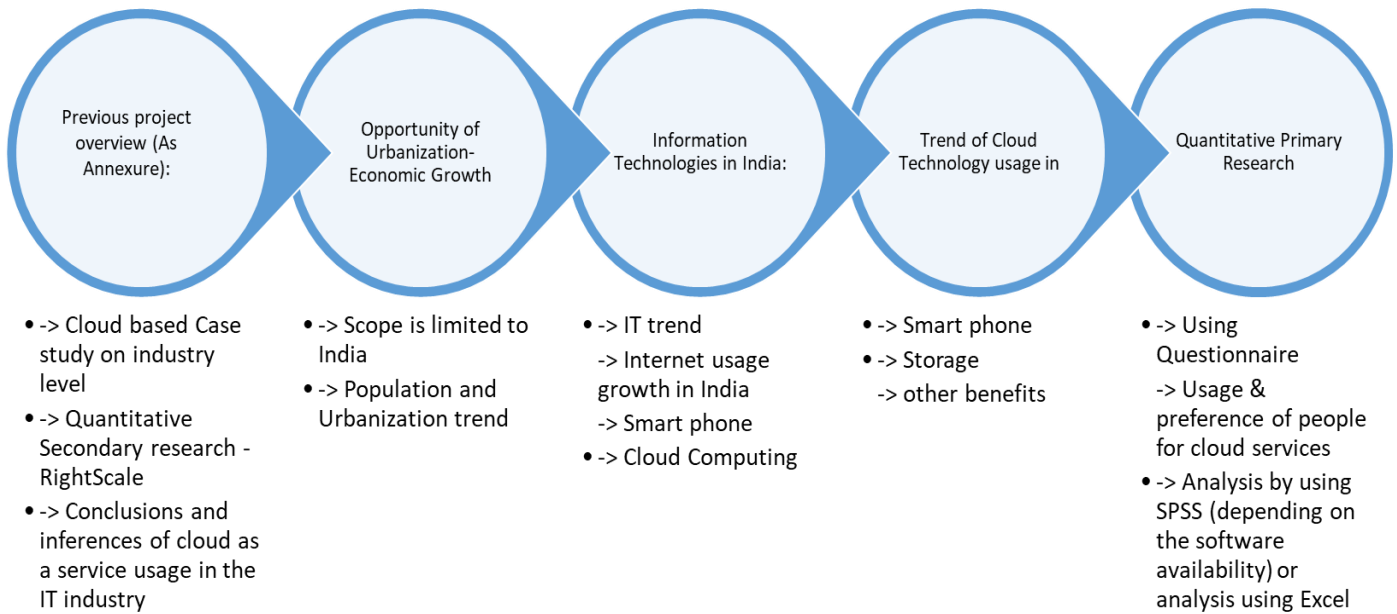 Previous project
overview (As
Annexure):
Opportunity of
Urbanization-
Economic Growth
Information
Technologies in India:
Trend of Cloud
Technology usage in
Quantitative Primary
Research
• -> Cloud based Case
study on industry
level
• -> Quantitative
Secondary research -
RightScale
• -> Conclusions and
inferences of cloud as
a service usage in the
IT industry
• -> Scope is limited to
India
• -> Population and
Urbanization trend
• -> IT trend
-> Internet usage
growth in India
-> Smart phone
• -> Cloud Computing
• -> Smart phone
• -> Storage
-> other benefits
• -> Using
Questionnaire
-> Usage &
preference of people
for cloud services
• -> Analysis by using
SPSS (depending on
the software
availability) or
analysis using Excel